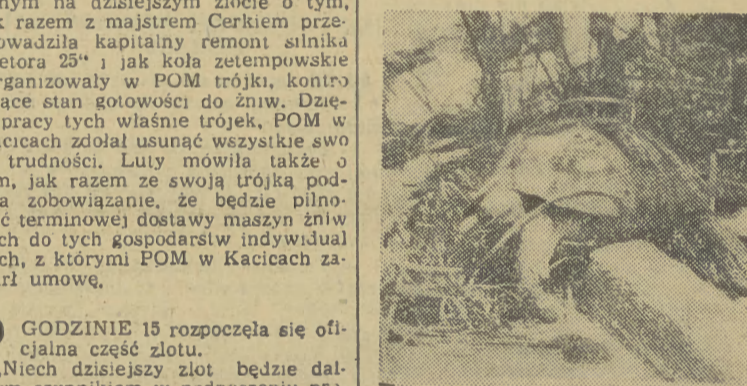 nym na dzisiejszym zlocie o tym,
k razem z majstrem Cerkiem prze-
owadziła kapitalny remont silnika
etora 25" i jak koła zetempowskie
rganizowały w POM trójki, kontro
ące stan gotowości do żniw. Dzię-
pracy tych właśnie trójek, POM w
acicach zdołał usunąć wszystkie swo
trudności. Luty mówiła także o
m, jak razem ze swoją trójką pod-
a zobowiązanie, że będzie pilno-
ć terminowej dostawy maszyn żniw
ch do tych gospodarstw indywidual
ch, z którymi POM w Kacicach za-
rł umowę.
GODZINIE 15 rozpoczęła się ofi-
cjalna część zlotu.
„Niech dzisiejszy zlot będzie dal-